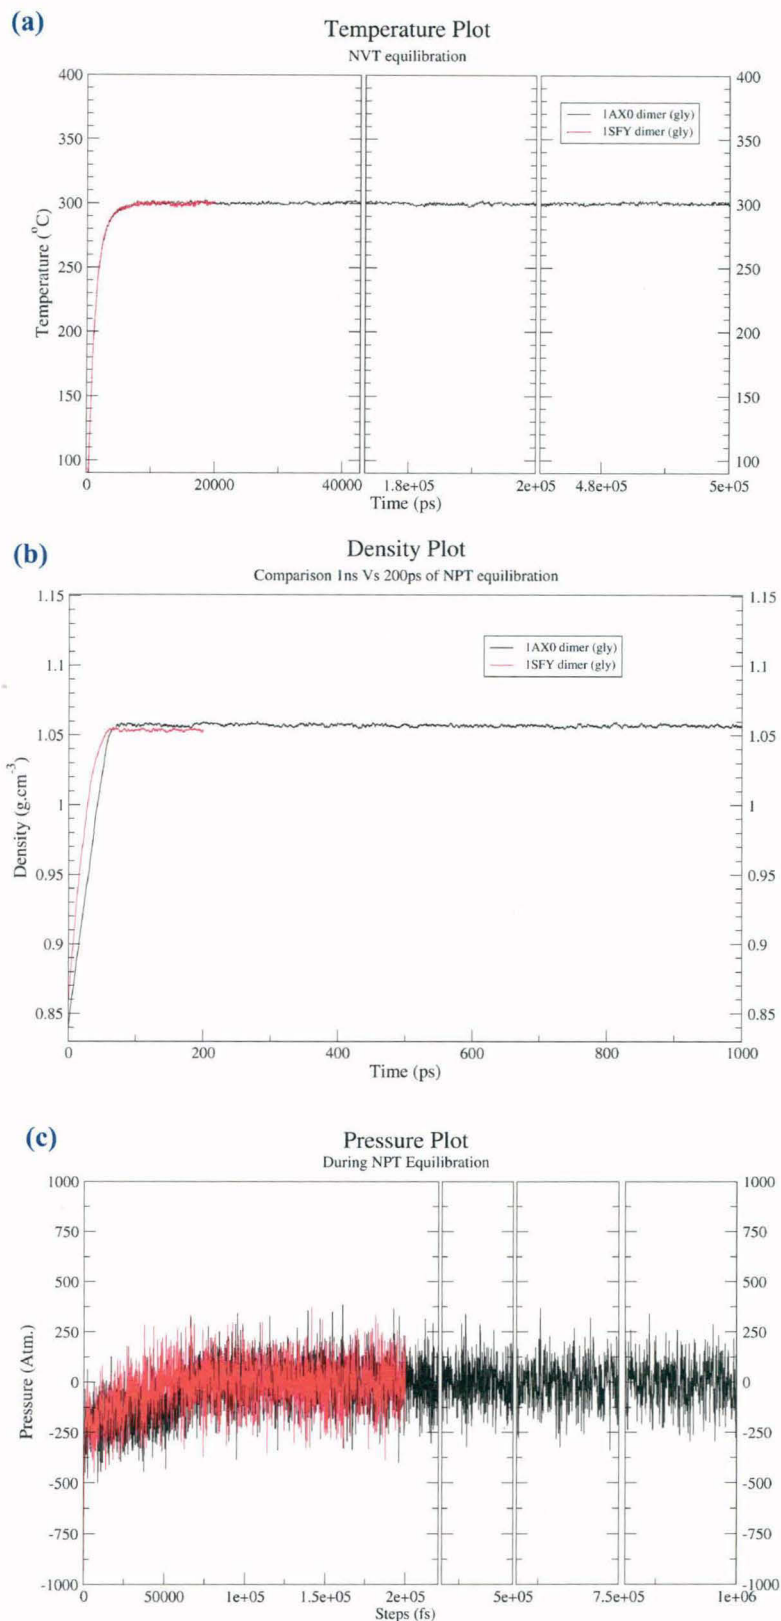 (a)
Temperature Plot
NVT equilibration
400
350
300
250
200
150
100
Temperature (°C)
1AX0 dimer (gly)
1SFY dimer (gly)
400
350
300
250
200
150
100
0 20000 40000 1.8e+05 2e+05 4.8e+05 5e+05
Time (ps)
(b)
Density Plot
Comparison 1ns Vs 200ps of NPT equilibration
1.15
1.1
1.05
1
0.95
0.9
0.85
Density (g.cm-3)
1AX0 dimer (gly)
1SFY dimer (gly)
1.15
1.1
1.05
1
0.95
0.9
0.85
0 200 400 600 800 1000
Time (ps)
(c)
Pressure Plot
During NPT Equilibration
1000
750
500
250
0
-250
-500
-750
-1000
Pressure (Atm.)
1000
750
500
250
0
-250
-500
-750
-1000
0 50000 1e+05 1.5e+05 2e+05 5e+05 7.5e+05 1e+06
Steps (fs)